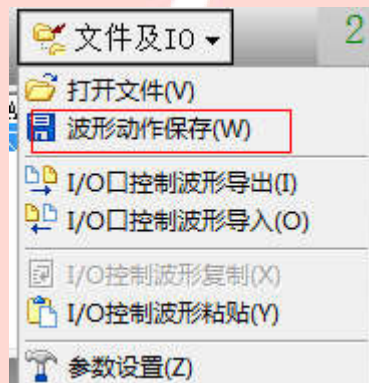 文件及IO
2
打开文件(V)
波形动作保存(W)
I/O口控制波形导出(I)
I/O口控制波形导入(O)
I/O控制波形复制(X)
I/O控制波形粘贴(Y)
参数设置(Z)